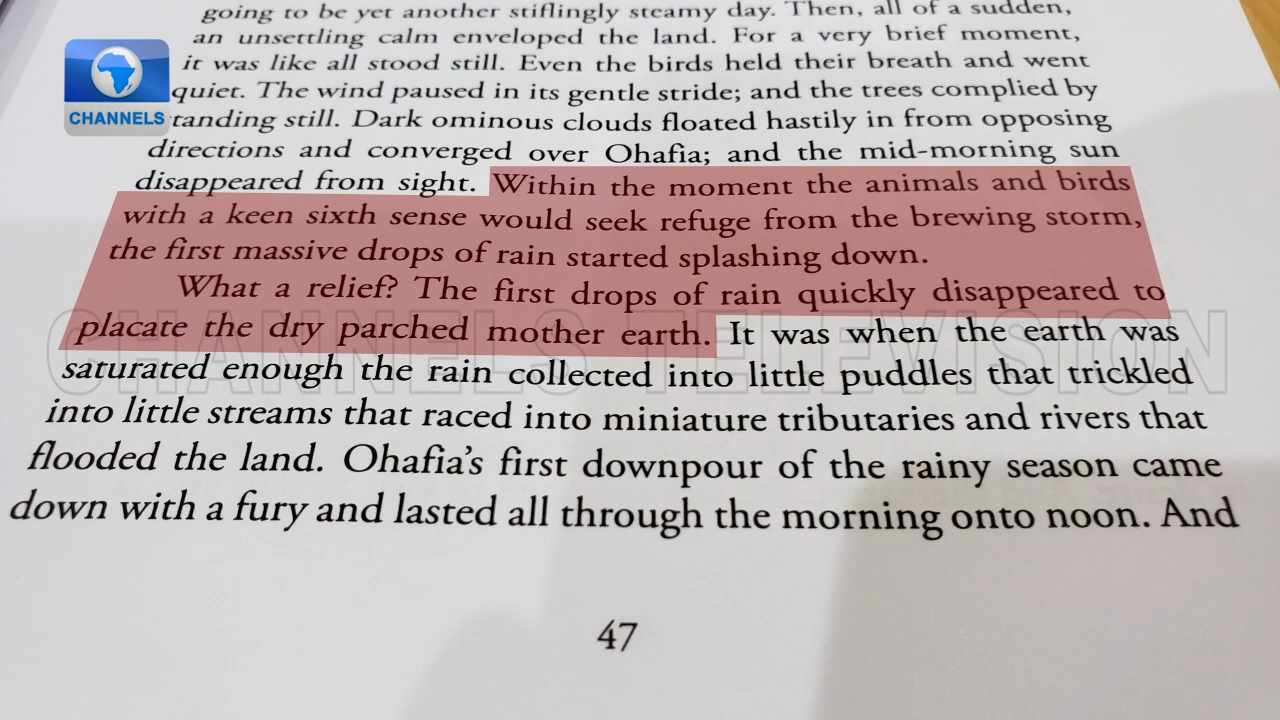 going to be yet another stiflingly steamy day. Then, all of a sudden,
an unsettling calm enveloped the land. For a very brief moment,
it was like all stood still. Even the birds held their breath and went
quiet. The wind paused in its gentle stride; and the trees complied by
tanding still. Dark ominous clouds floated hastily in from opposing
directions and converged over Ohafia; and the mid-morning sun
disappeared from sight. Within the moment the animals and birds
with a keen sixth sense would seek refuge from the brewing storm,
the first massive drops of rain started splashing down.
What a relief? The first drops of rain quickly disappeared to
placate the dry parched mother earth. It was when the earth was
saturated enough the rain collected into little puddles that trickled
into little streams that raced into miniature tributaries and rivers that
flooded the land. Ohafia's first downpour of the rainy season came
down with a fury and lasted all through the morning onto noon. And
47
CHANNELS
CHANNELS TELEVISION